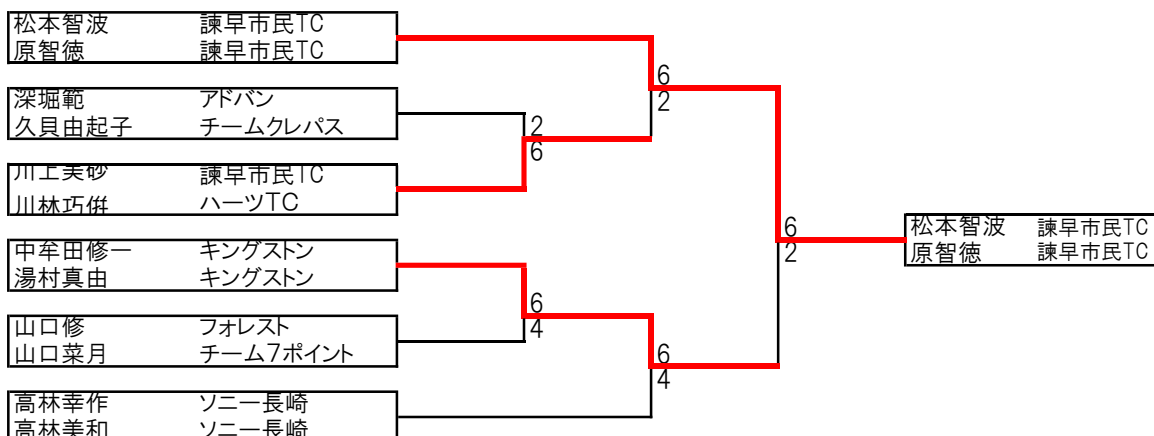 松本智波 諫早市民TC
原智徳 諫早市民TC
6
2
深堀範 アドバン
久貝由起子 チームクレパス
2
6
川上美砂 諫早市民TC
川林巧 ハーツTC
6
2
松本智波 諫早市民TC
原智徳 諫早市民TC
中牟田修一 キングストン
湯村真由 キングストン
6
4
山口修 フォレスト
山口菜月 チーム7ポイント
6
4
高林幸作 ソニー長崎
高林美和 ソニー長崎